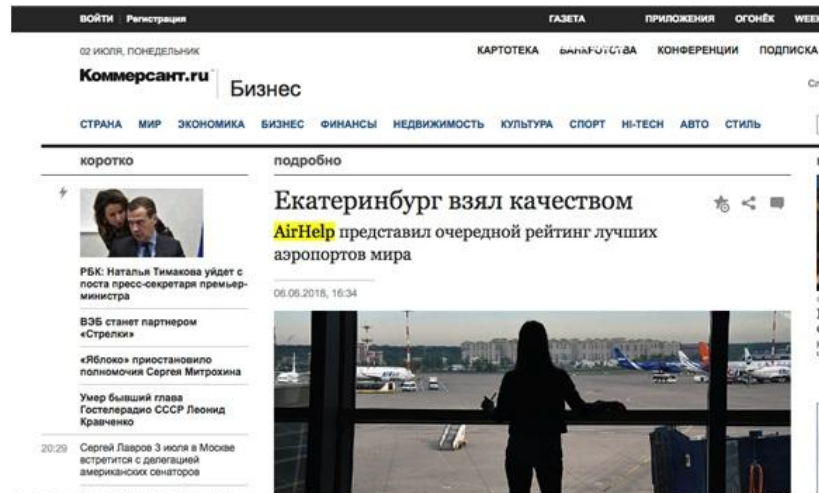 ВОЙТИ Регистрация
ГАЗЕТА ПРИЛОЖЕНИЯ ОГОНЁК WEEK
02 ИЮЛЯ, ПОНЕДЕЛЬНИК
КАРТОТЕКА БАНКРОТСТВА КОНФЕРЕНЦИИ ПОДПИСКА
Коммерсант.ru Бизнес
СТРАНА МИР ЭКОНОМИКА БИЗНЕС ФИНАНСЫ НЕДВИЖИМОСТЬ КУЛЬТУРА СПОРТ HI-TECH АВТО СТИЛЬ
коротко
РБК: Наталья Тимакова уйдет с
поста пресс-секретаря премьер-
министра
ВЭБ станет партнером
«Стрелки»
«Яблоко» приостановило
полномочия Сергея Митрохина
Умер бывший глава
Гостелерадио СССР Леонид
Кравченко
20:29 Сергей Лавров 3 июля в Москве
встретится с делегацией
американских сенаторов
подробно
Екатеринбург взял качеством
AirHelp представил очередной рейтинг лучших
аэропортов мира
06.06.2018, 16:34